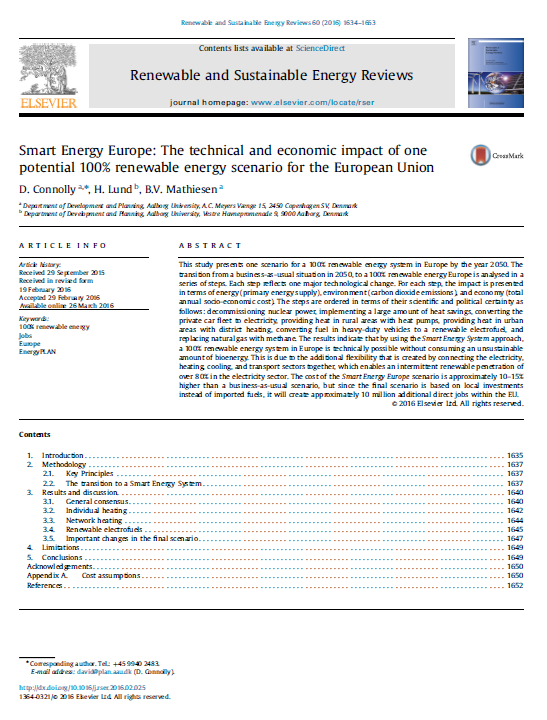 Renewable and Sustainable Energy Reviews 60 (2016) 1634–1653
Contents lists available at ScienceDirect
Renewable and Sustainable Energy Reviews
journal homepage: www.elsevier.com/locate/rser
ELSEVIER
Smart Energy Europe: The technical and economic impact of one
potential 100% renewable energy scenario for the European Union
CrossMark
D. Connolly a,*, H. Lund b, B.V. Mathiesen a
a Department of Development and Planning, Aalborg University, A.C. Meyers Vænge 15, 2450 Copenhagen SV, Denmark
b Department of Development and Planning, Aalborg University, Vestre Havnepromenade 9, 9000 Aalborg, Denmark
ARTICLE INFO
Article history:
Received 29 September 2015
Received in revised form
19 February 2016
Accepted 29 February 2016
Available online 26 March 2016
Keywords:
100% renewable energy
Jobs
Europe
EnergyPLAN
ABSTRACT
This study presents one scenario for a 100% renewable energy system in Europe by the year 2050. The
transition from a business-as-usual situation in 2050, to a 100% renewable energy Europe is analysed in a
series of steps. Each step reflects one major technological change. For each step, the impact is presented
in terms of energy (primary energy supply), environment (carbon dioxide emissions), and economy (total
annual socio-economic cost). The steps are ordered in terms of their scientific and political certainty as
follows: decommissioning nuclear power, implementing a large amount of heat savings, converting the
private car fleet to electricity, providing heat in rural areas with heat pumps, providing heat in urban
areas with district heating, converting fuel in heavy-duty vehicles to a renewable electrofuel, and
replacing natural gas with methane. The results indicate that by using the Smart Energy System approach,
a 100% renewable energy system in Europe is technically possible without consuming an unsustainable
amount of bioenergy. This is due to the additional flexibility that is created by connecting the electricity,
heating, cooling, and transport sectors together, which enables an intermittent renewable penetration of
over 80% in the electricity sector. The cost of the Smart Energy Europe scenario is approximately 10–15%
higher than a business-as-usual scenario, but since the final scenario is based on local investments
instead of imported fuels, it will create approximately 10 million additional direct jobs within the EU.
© 2016 Elsevier Ltd. All rights reserved.
Contents
1. Introduction 1635
2. Methodology 1637
2.1. Key Principles 1637
2.2. The transition to a Smart Energy System 1637
3. Results and discussion 1640
3.1. General consensus 1640
3.2. Individual heating 1642
3.3. Network heating 1644
3.4. Renewable electrofuels 1645
3.5. Important changes in the final scenario 1647
4. Limitations 1649
5. Conclusions 1649
Acknowledgements 1650
Appendix A. Cost assumptions 1650
References 1652
* Corresponding author. Tel.: +45 9940 2483.
E-mail address: david@plan.aau.dk (D. Connolly).
http://dx.doi.org/10.1016/j.rser.2016.02.025
1364-0321/© 2016 Elsevier Ltd. All rights reserved.